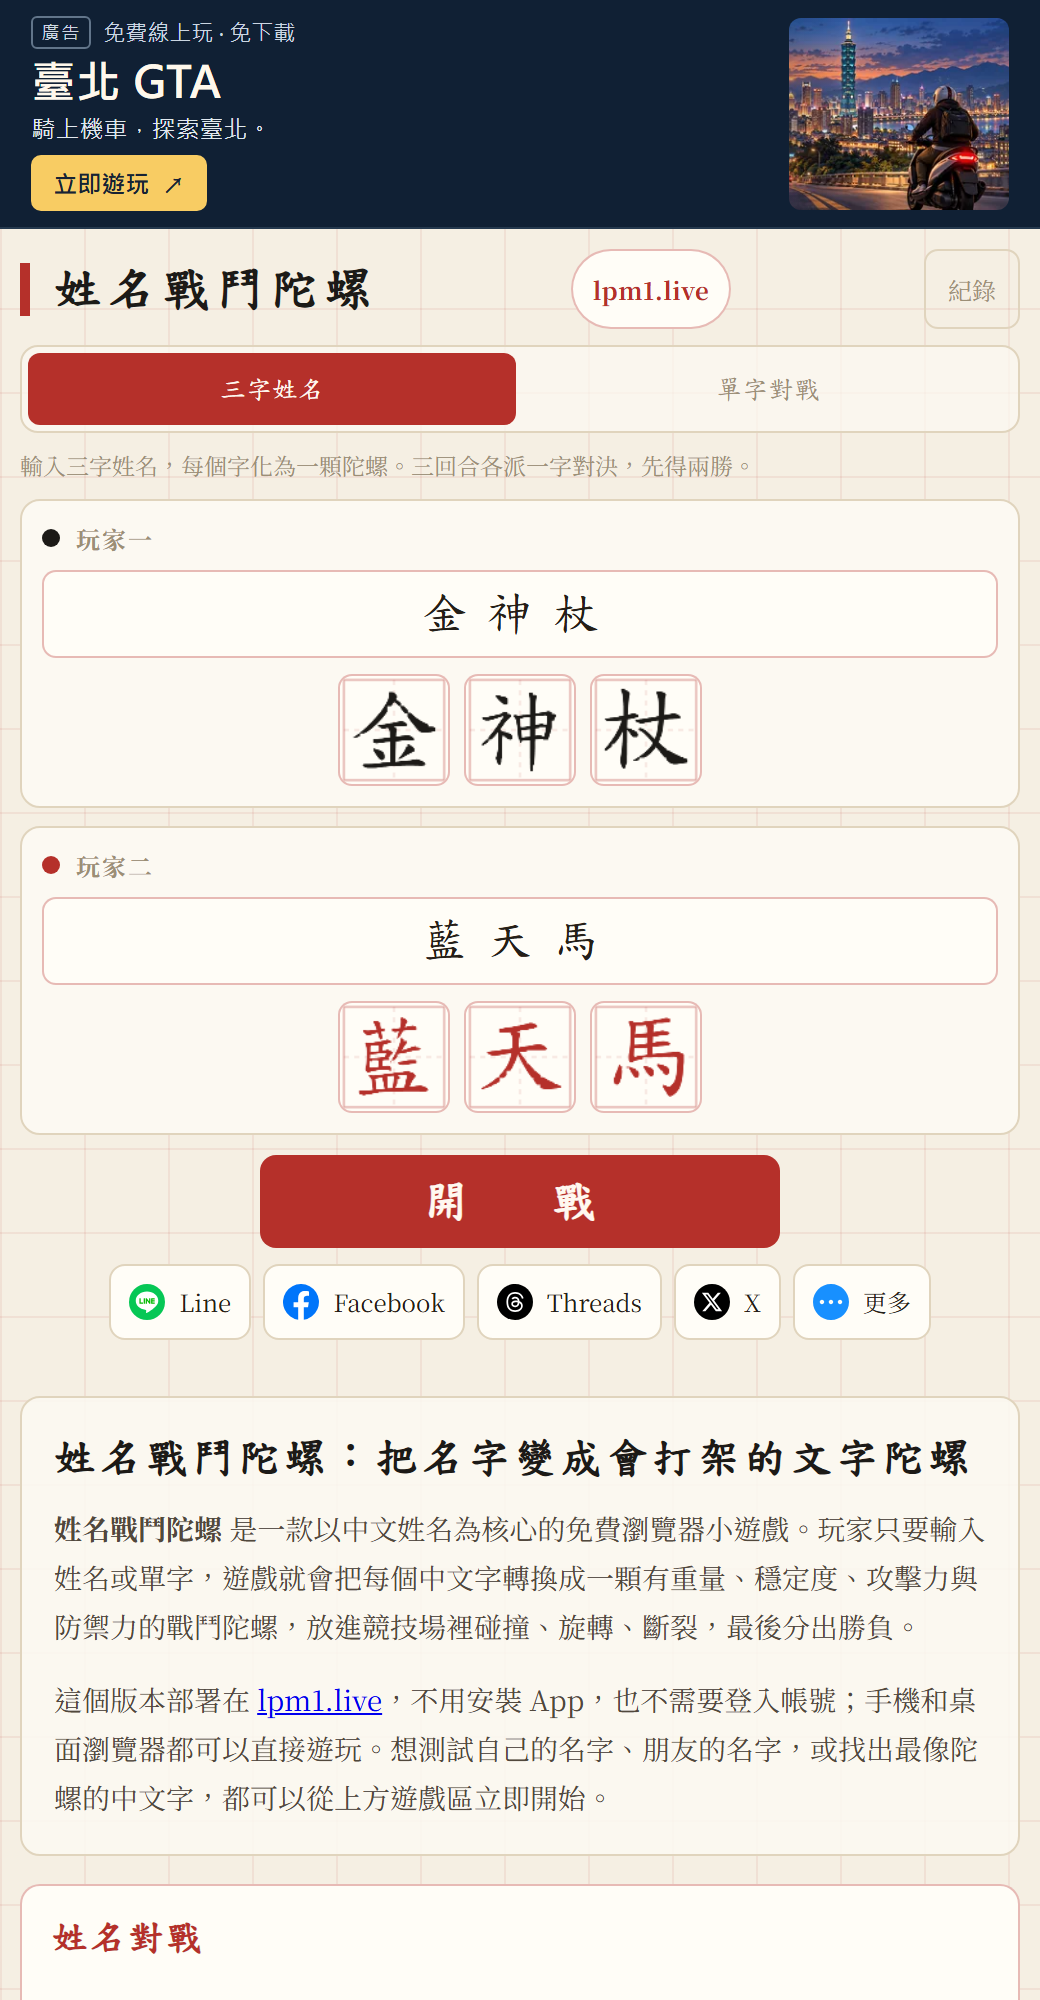 廣告 免費線上玩 · 免下載
臺北 GTA
騎上機車，探索臺北。
立即遊玩 ↗
姓名戰鬥陀螺
lpm1.live
紀錄
三字姓名
單字對戰
輸入三字姓名，每個字化為一顆陀螺。三回合各派一字對決，先得兩勝。
玩家一
金神杖
金 神 杖
玩家二
藍天馬
藍 天 馬
開 戰
LINE Line
Facebook
Threads
X
更多
姓名戰鬥陀螺：把名字變成會打架的文字陀螺
姓名戰鬥陀螺 是一款以中文姓名為核心的免費瀏覽器小遊戲。玩家只要輸入
姓名或單字，遊戲就會把每個中文字轉換成一顆有重量、穩定度、攻擊力與
防禦力的戰鬥陀螺，放進競技場裡碰撞、旋轉、斷裂，最後分出勝負。
這個版本部署在 lpm1.live，不用安裝 App，也不需要登入帳號；手機和桌
面瀏覽器都可以直接遊玩。想測試自己的名字、朋友的名字，或找出最像陀
螺的中文字，都可以從上方遊戲區立即開始。
姓名對戰